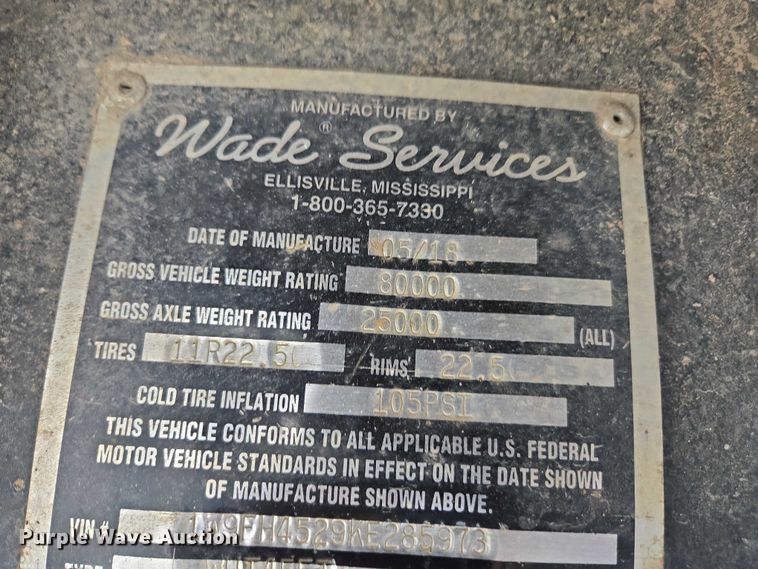 MANUFACTURED BY
Wade® Services
ELLISVILLE, MISSISSIPPI
1-800-365-7330
DATE OF MANUFACTURE 05/18
GROSS VEHICLE WEIGHT RATING 80000
GROSS AXLE WEIGHT RATING 25000 (ALL)
TIRES 11R22.5 RIMS 22.5
COLD TIRE INFLATION 105PSI
THIS VEHICLE CONFORMS TO ALL APPLICABLE U.S. FEDERAL
MOTOR VEHICLE STANDARDS IN EFFECT ON THE DATE SHOWN
OF MANUFACTURE SHOWN ABOVE.
VIN #
Purple Wave Auction
TYPE